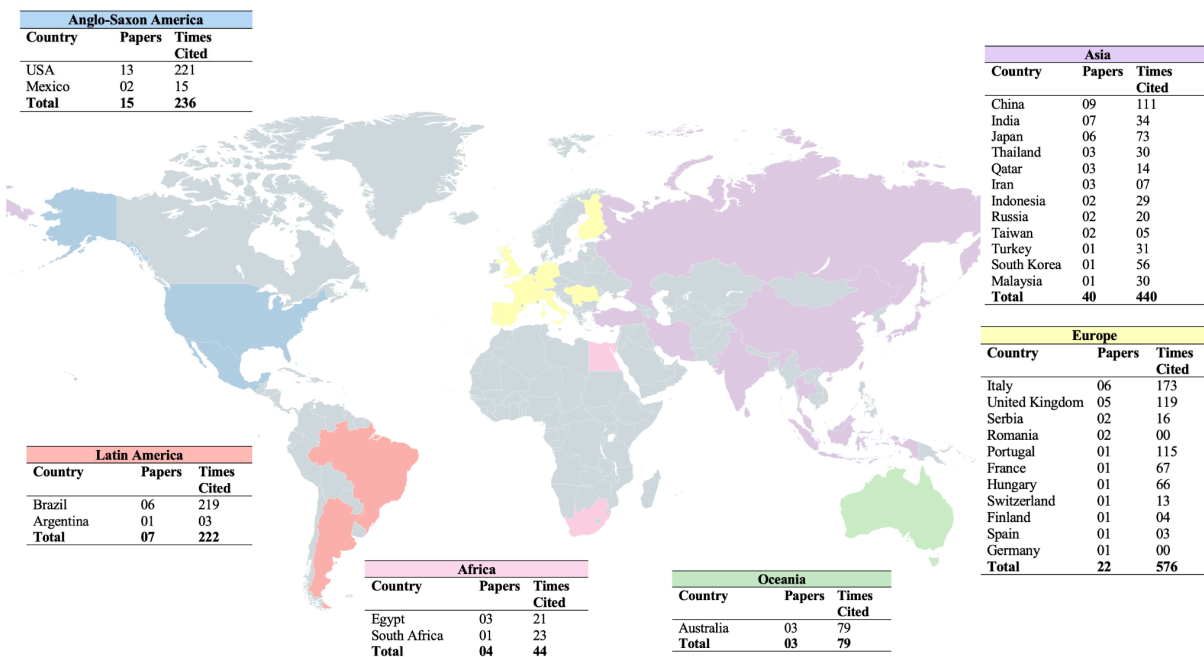 Anglo-Saxon America
Country Papers Times
Cited
USA 13 221
Mexico 02 15
Total 15 236
Asia
Country Papers Times
Cited
China 09 111
India 07 34
Japan 06 73
Thailand 03 30
Qatar 03 14
Iran 03 07
Indonesia 02 29
Russia 02 20
Taiwan 02 05
Turkey 01 31
South Korea 01 56
Malaysia 01 30
Total 40 440
Europe
Country Papers Times
Cited
Italy 06 173
United Kingdom 05 119
Serbia 02 16
Romania 02 00
Portugal 01 115
France 01 67
Hungary 01 66
Switzerland 01 13
Finland 01 04
Spain 01 03
Germany 01 00
Total 22 576
Latin America
Country Papers Times
Cited
Brazil 06 219
Argentina 01 03
Total 07 222
Africa
Country Papers Times
Cited
Egypt 03 21
South Africa 01 23
Total 04 44
Oceania
Country Papers Times
Cited
Australia 03 79
Total 03 79